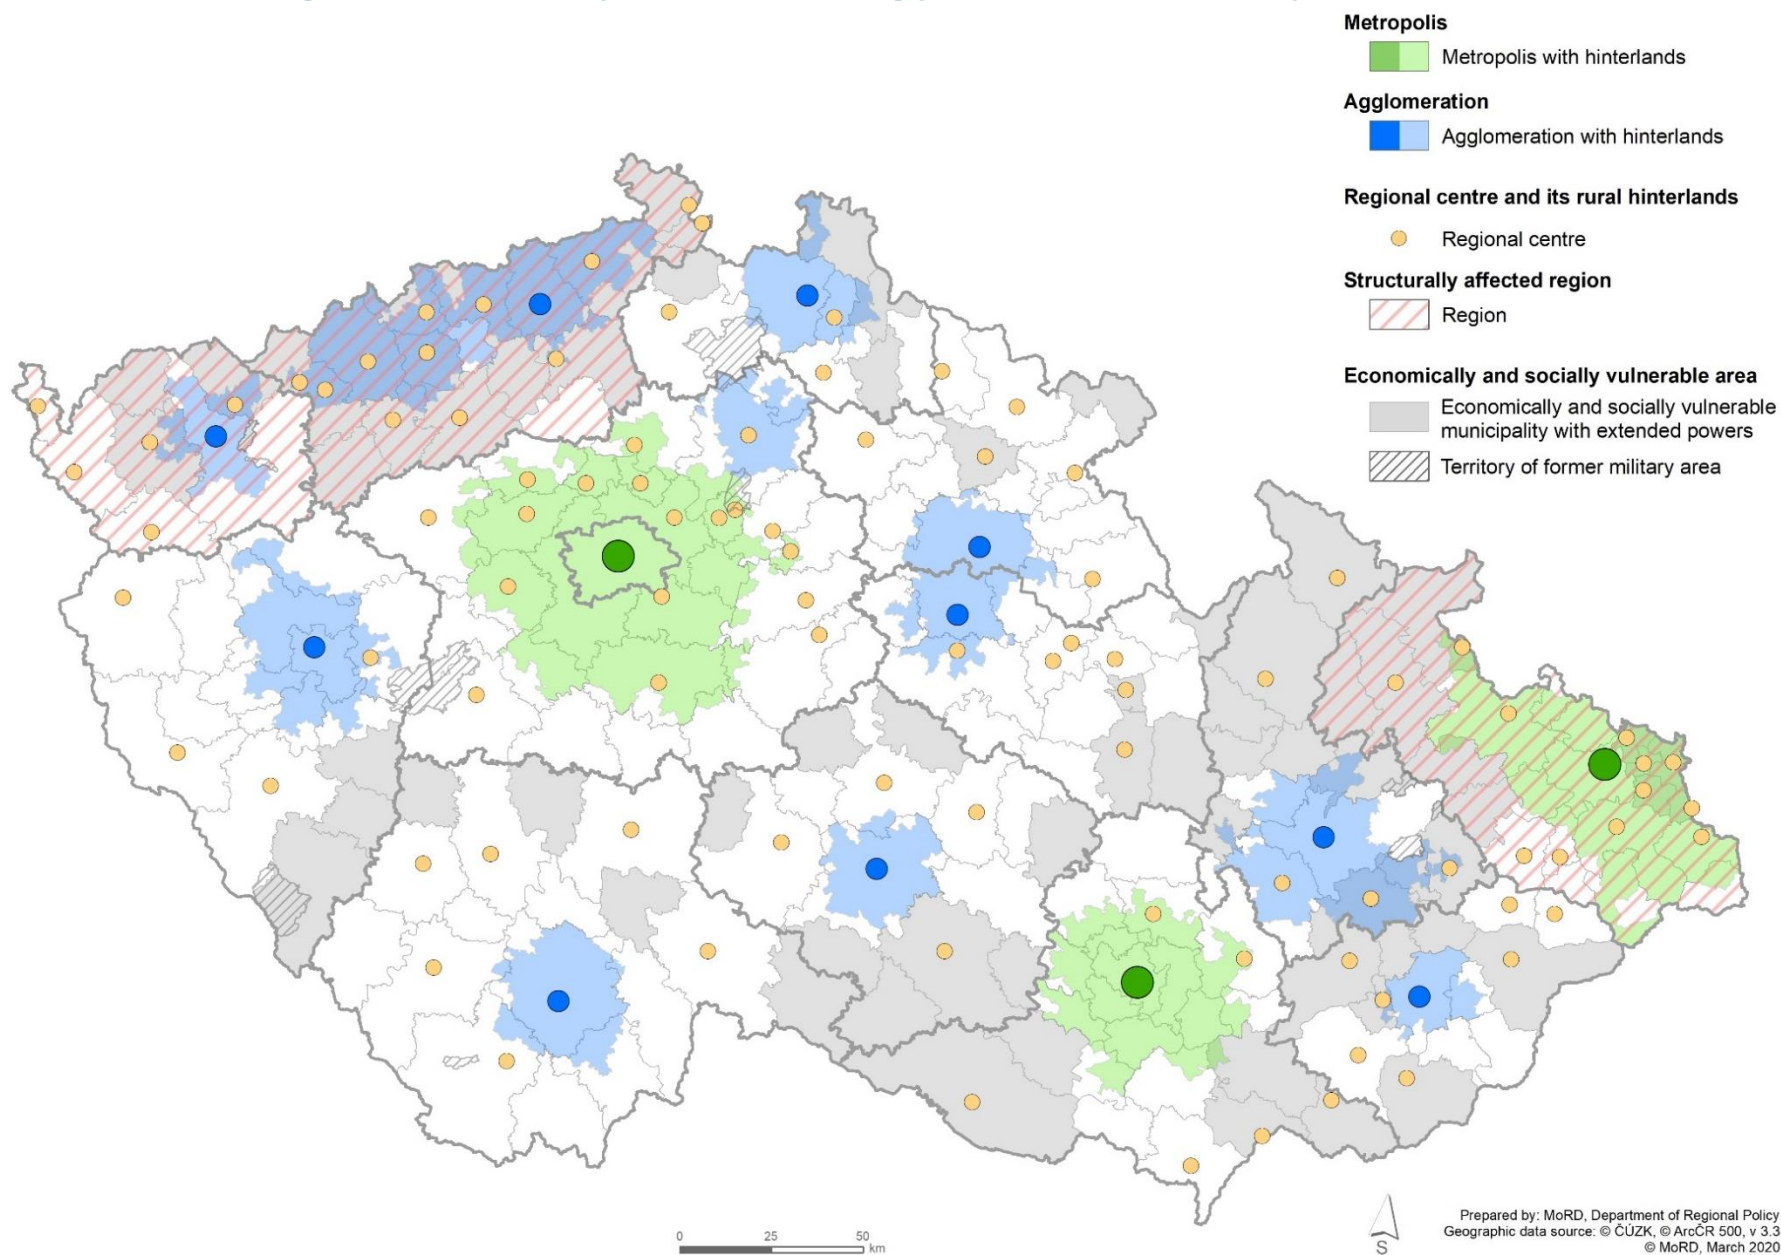 Metropolis
Metropolis with hinterlands
Agglomeration
Agglomeration with hinterlands
Regional centre and its rural hinterlands
Regional centre
Structurally affected region
Region
Economically and socially vulnerable area
Economically and socially vulnerable
municipality with extended powers
Territory of former military area
0 25 50
km
S
Prepared by: MoRD, Department of Regional Policy
Geographic data source: © ČÚZK, © ArcČR 500, v 3.3
© MoRD, March 2020